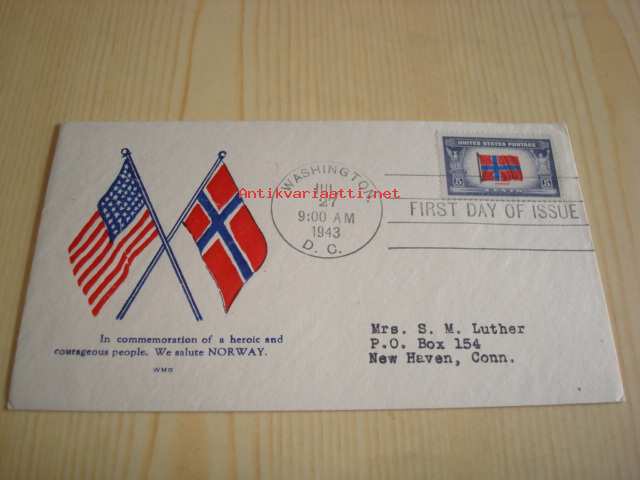 UNITED STATES POSTAGE
WASHINGTON
JUL
27
9:00 AM
1943
D. C.
FIRST DAY OF ISSUE
Antikvariaatti.net
In commemoration of a heroic and
courageous people. We salute NORWAY.
WMG
Mrs. S. M. Luther
P.O. Box 154
New Haven, Conn.